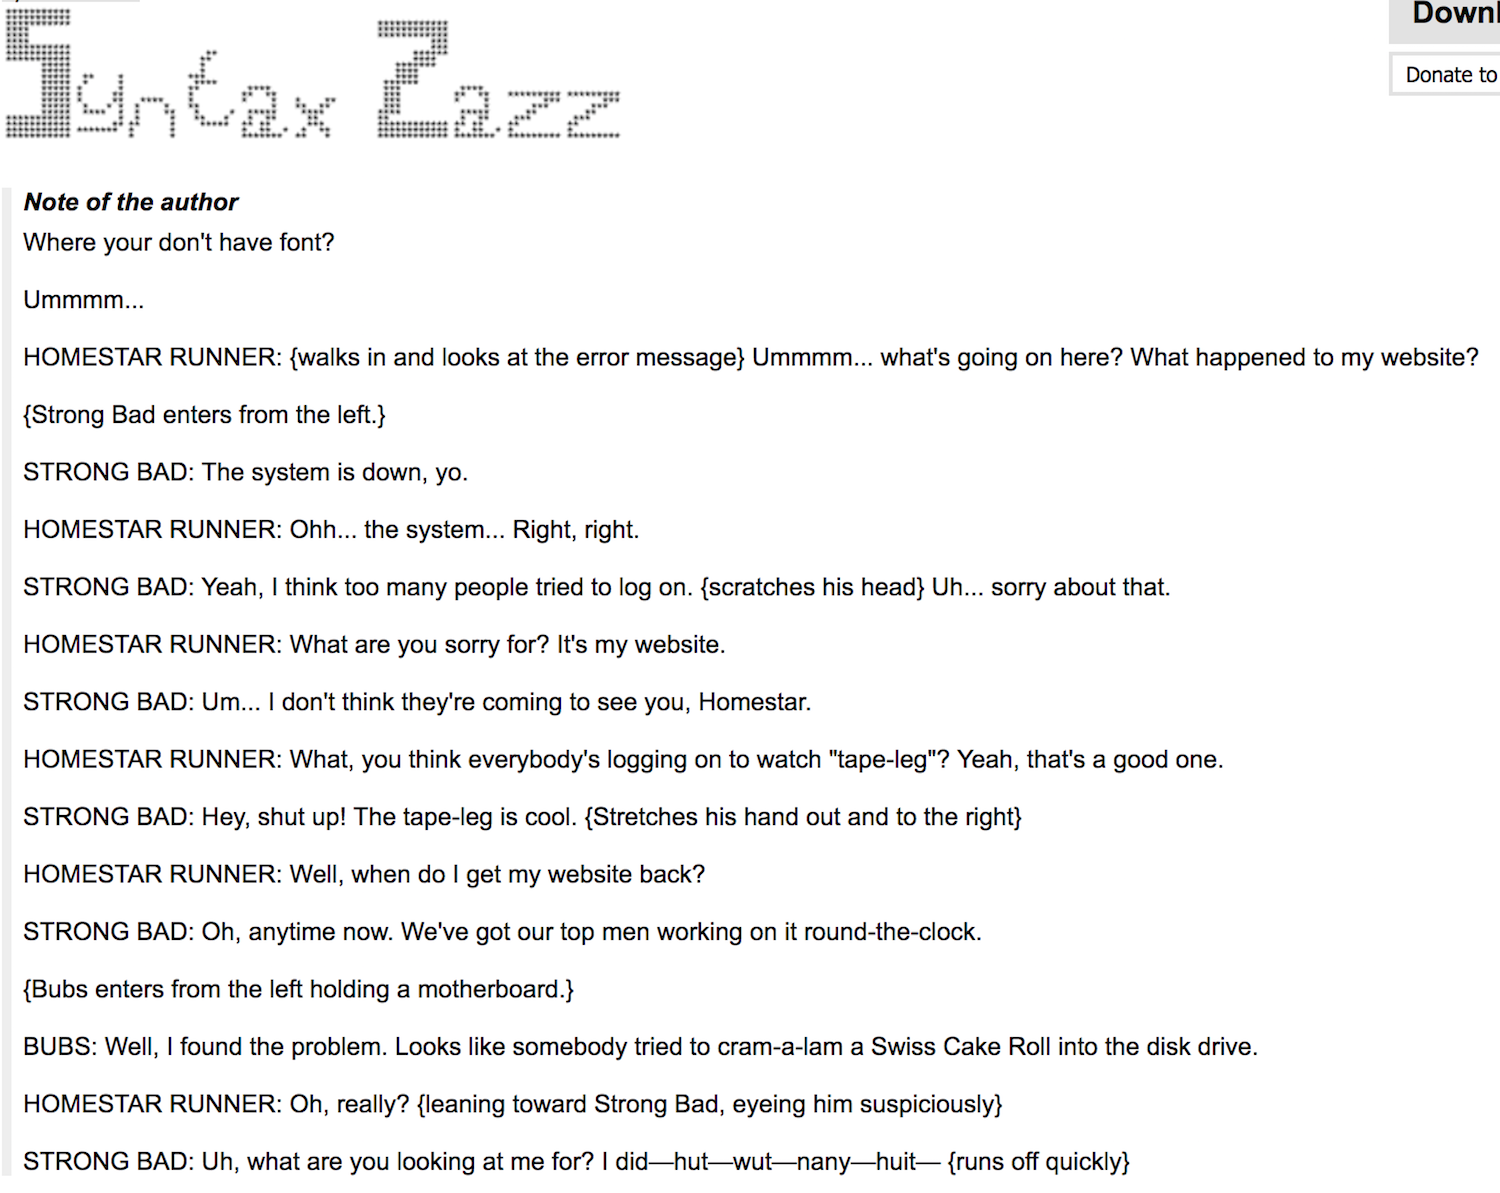 Syntax Zazz
Downl
Donate to
Note of the author
Where your don't have font?
Ummmm...
HOMESTAR RUNNER: {walks in and looks at the error message} Ummmm... what's going on here? What happened to my website?
{Strong Bad enters from the left.}
STRONG BAD: The system is down, yo.
HOMESTAR RUNNER: Ohh... the system... Right, right.
STRONG BAD: Yeah, I think too many people tried to log on. {scratches his head} Uh... sorry about that.
HOMESTAR RUNNER: What are you sorry for? It's my website.
STRONG BAD: Um... I don't think they're coming to see you, Homestar.
HOMESTAR RUNNER: What, you think everybody's logging on to watch "tape-leg"? Yeah, that's a good one.
STRONG BAD: Hey, shut up! The tape-leg is cool. {Stretches his hand out and to the right}
HOMESTAR RUNNER: Well, when do I get my website back?
STRONG BAD: Oh, anytime now. We've got our top men working on it round-the-clock.
{Bubs enters from the left holding a motherboard.}
BUBS: Well, I found the problem. Looks like somebody tried to cram-a-lam a Swiss Cake Roll into the disk drive.
HOMESTAR RUNNER: Oh, really? {leaning toward Strong Bad, eyeing him suspiciously}
STRONG BAD: Uh, what are you looking at me for? I did—hut—wut—nany—huit— {runs off quickly}